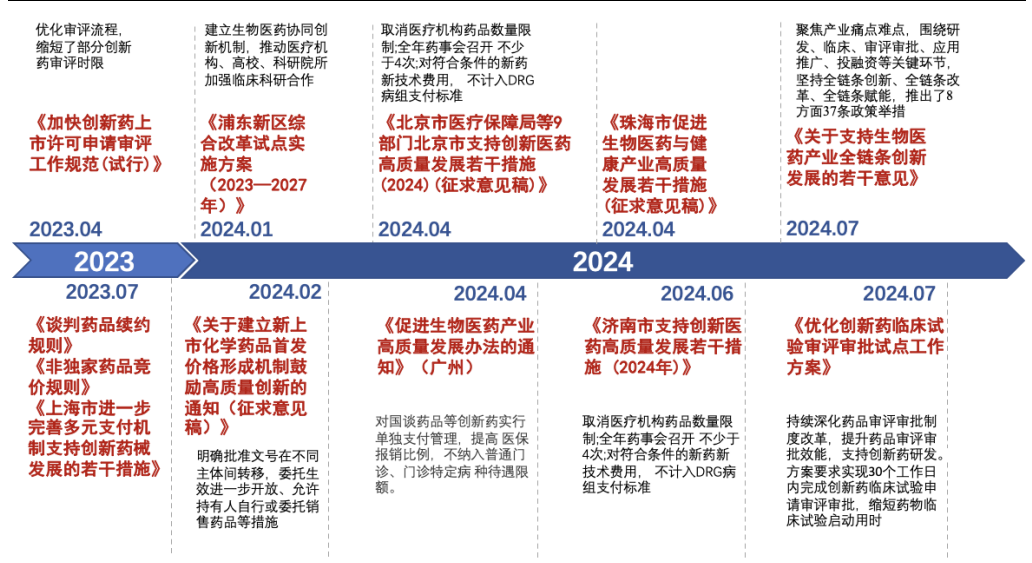 优化审评流程,
缩短了部分创新
药审评时限
《加快创新药上
市许可申请审评
工作规范(试行)》
2023.04
建立生物医药协同创
新机制，推动医疗机
构、高校、科研院所
加强临床科研合作
《浦东新区综
合改革试点实
施方案
（2023—2027
年）》
2024.01
取消医疗机构药品数量限
制;全年药事会召开 不少
于4次;对符合条件的新药
新技术费用， 不计入DRG
病组支付标准
《北京市医疗保障局等9
部门北京市支持创新医药
高质量发展若干措施
(2024) (征求意见稿)》
2024.04
《珠海市促进
生物医药与健
康产业高质量
发展若干措施
(征求意见稿)》
2024.04
聚焦产业痛点难点，围绕研
发、临床、审评审批、应用
推广、投融资等关键环节，
坚持全链条创新、全链条改
革、全链条赋能，推出了8
方面37条政策举措
《关于支持生物医
药产业全链条创新
发展的若干意见》
2024.07
2023
2024
2023.07
《谈判药品续约
规则》
《非独家药品竞
价规则》
《上海市进一步
完善多元支付机
制支持创新药械
发展的若干措施》
2024.02
《关于建立新上
市化学药品首发
价格形成机制鼓
励高质量创新的
通知（征求意见
稿）》
明确批准文号在不同
主体间转移，委托生
效进一步开放、允许
持有人自行或委托销
售药品等措施
2024.04
《促进生物医药产业
高质量发展办法的通
知》（广州）
对国谈药品等创新药实行
单独支付管理，提高 医保
报销比例，不纳入普通门
诊、门诊特定病 种待遇限
额。
2024.06
《济南市支持创新医
药高质量发展若干措
施（2024年)》
取消医疗机构药品数量限
制;全年药事会召开 不少于
4次;对符合条件的新药新
技术费用， 不计入DRG病
组支付标准
2024.07
《优化创新药临床试
验审评审批试点工作
方案》
持续深化药品审评审批制
度改革，提升药品审评审
批效能，支持创新药研发。
方案要求实现30个工作日
内完成创新药临床试验申
请审评审批，缩短药物临
床试验启动用时